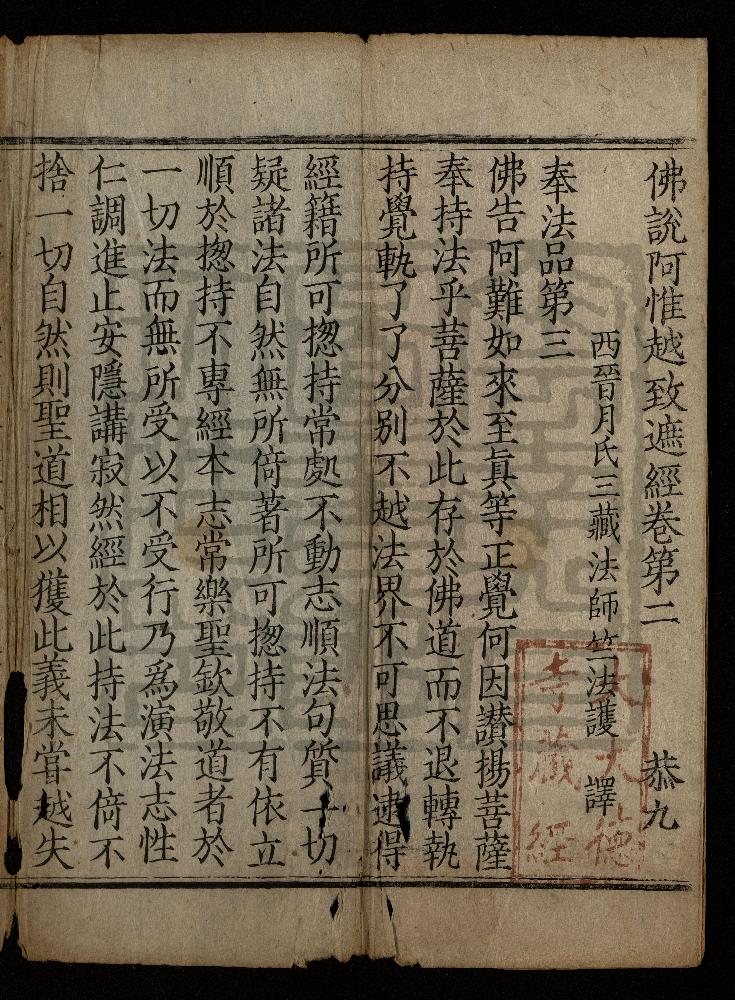 佛說阿惟越致遮經卷第二 恭九
西晉月氏三藏法師竺法護 譯
奉法品第三
佛告阿難如來至真等正覺何因讃揚菩薩
奉持法乎菩薩於此存於佛道而不退轉執
持覺軌了了分別不越法界不可思議逮得
經籍所可揔持常處不動志順法句質一切
疑諸法自然無所倚著所可揔持不有依立
順於揔持不專經本志常樂聖欽敬道者於
一切法而無所受以不受行乃為演法志性
仁調進止安隱講寂然經於此持法不倚不
捨一切自然則聖道相以獲此義未甞越失
大德
寺藏經